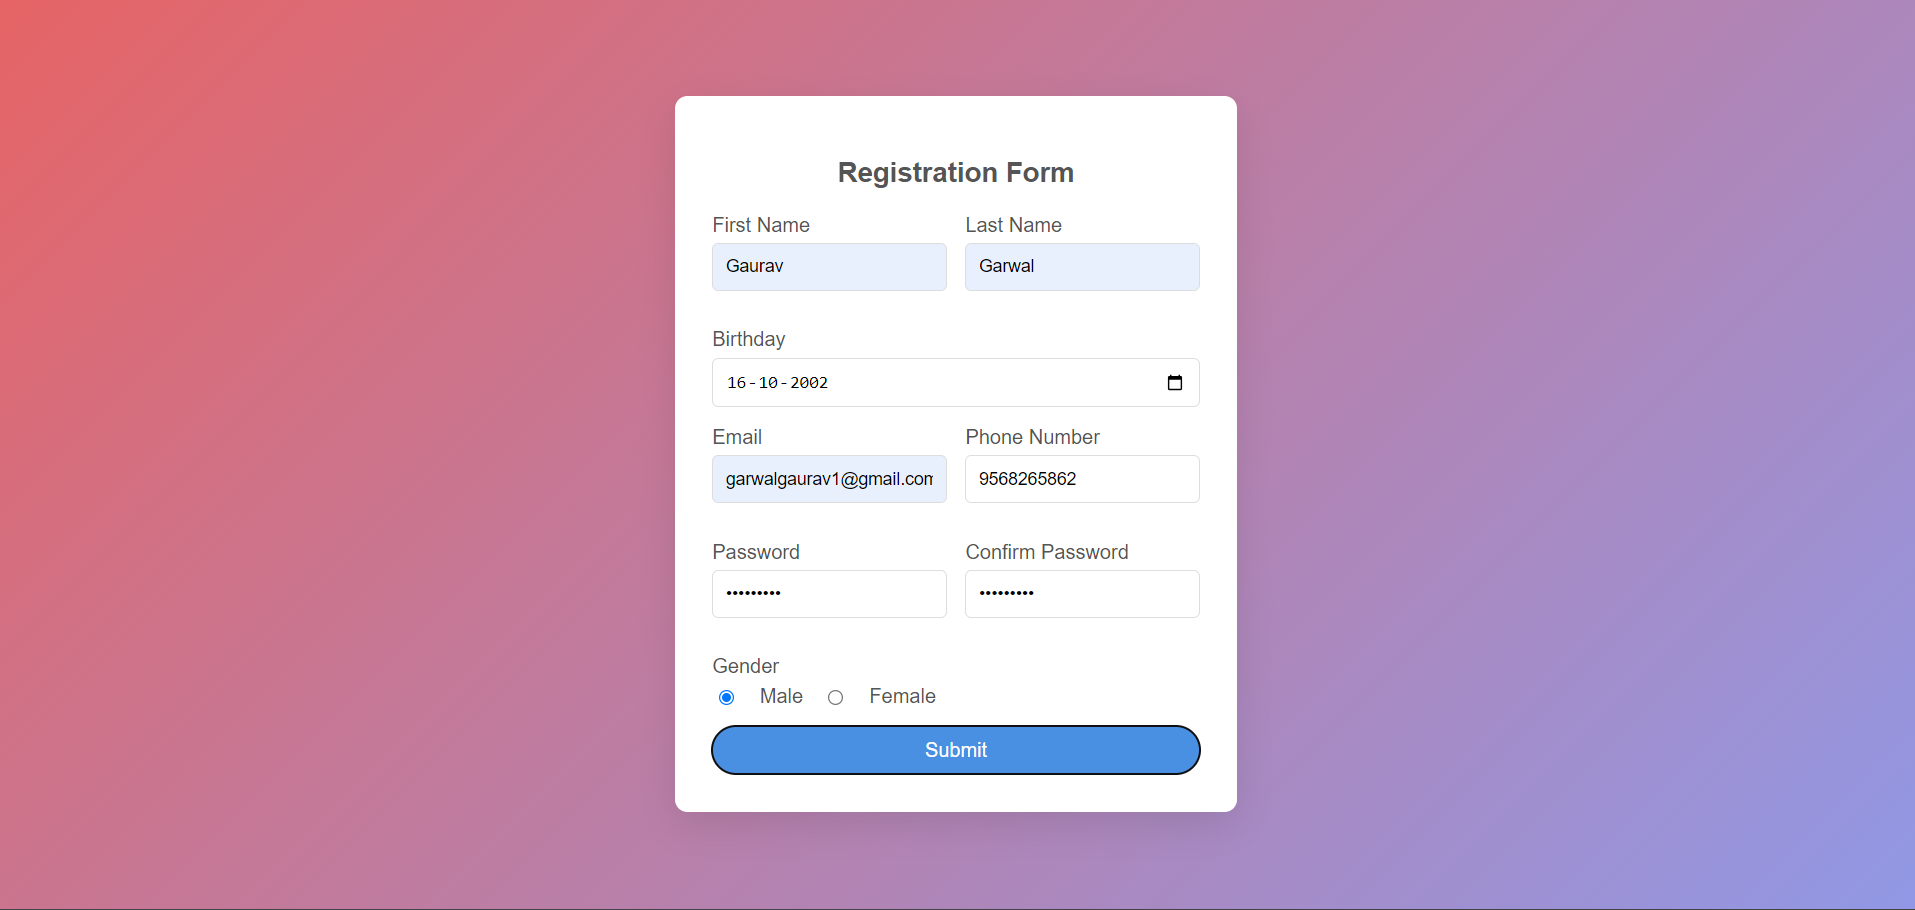 Registration Form
First Name Last Name
Gaurav Garwal
Birthday
16-10-2002
Email Phone Number
garwalgaurav1@gmail.com 9568265862
Password Confirm Password
••••••••• •••••••••
Gender
Male Female
Submit